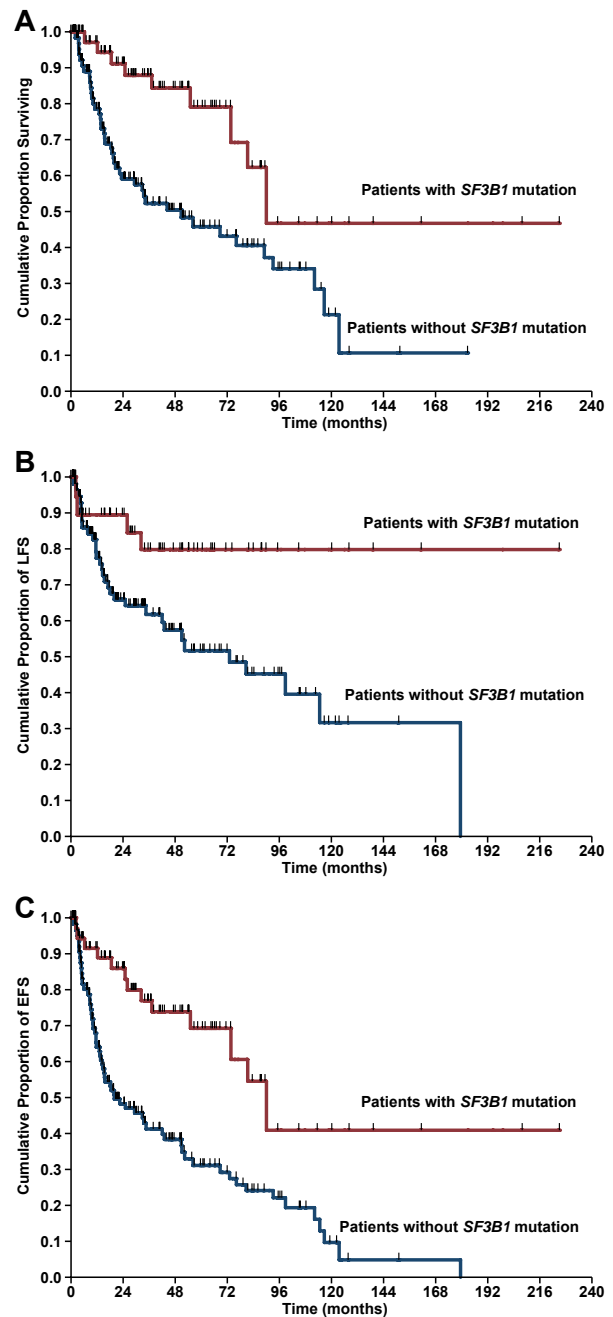 A
Cumulative Proportion Surviving
1.0
0.9
0.8
0.7
0.6
0.5
0.4
0.3
0.2
0.1
0.0
Patients with SF3B1 mutation
Patients without SF3B1 mutation
0 24 48 72 96 120 144 168 192 216 240
Time (months)
B
Cumulative Proportion of LFS
1.0
0.9
0.8
0.7
0.6
0.5
0.4
0.3
0.2
0.1
0.0
Patients with SF3B1 mutation
Patients without SF3B1 mutation
0 24 48 72 96 120 144 168 192 216 240
Time (months)
C
Cumulative Proportion of EFS
1.0
0.9
0.8
0.7
0.6
0.5
0.4
0.3
0.2
0.1
0.0
Patients with SF3B1 mutation
Patients without SF3B1 mutation
0 24 48 72 96 120 144 168 192 216 240
Time (months)